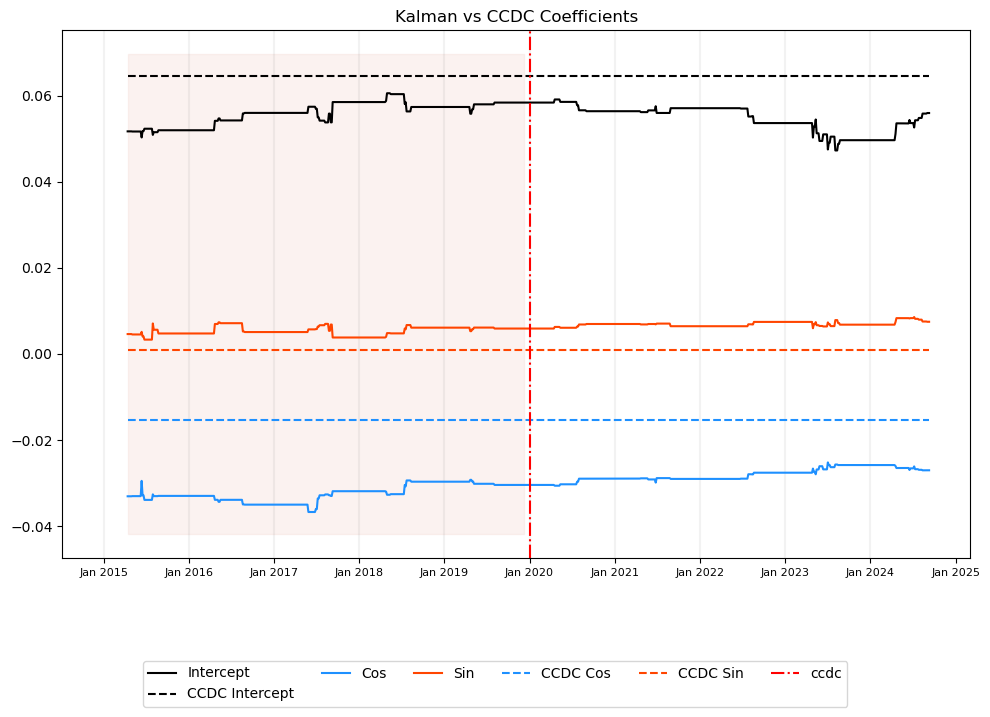 Kalman vs CCDC Coefficients
0.06
0.04
0.02
0.00
−0.02
−0.04
Jan 2015 Jan 2016 Jan 2017 Jan 2018 Jan 2019 Jan 2020 Jan 2021 Jan 2022 Jan 2023 Jan 2024 Jan 2025
Intercept Cos Sin CCDC Cos CCDC Sin ccdc
CCDC Intercept